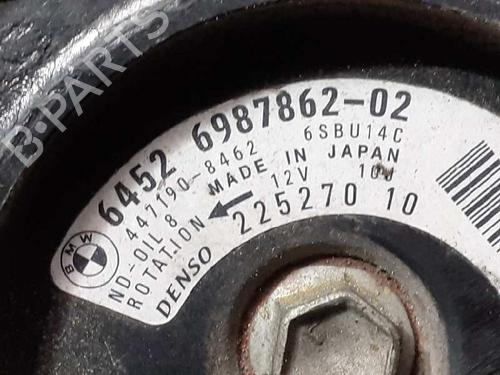 B-PARTS
BMW
6452 6987862-02
447190-8462 6SBU14C
ND-OIL 8 MADE IN JAPAN
ROTATION 12V 10W
DENSO 225270 10